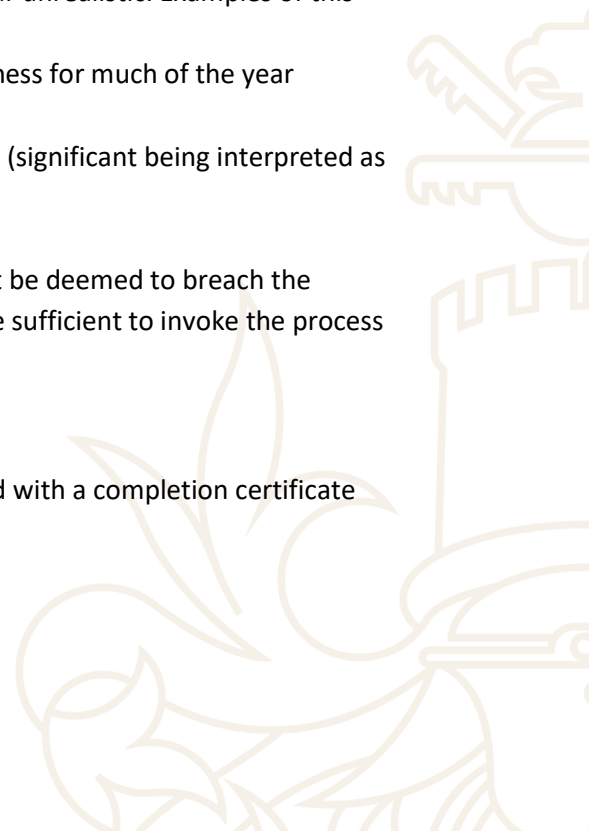 unrealistic. Examples of this
ness for much of the year
(significant being interpreted as
be deemed to breach the
sufficient to invoke the process
with a completion certificate